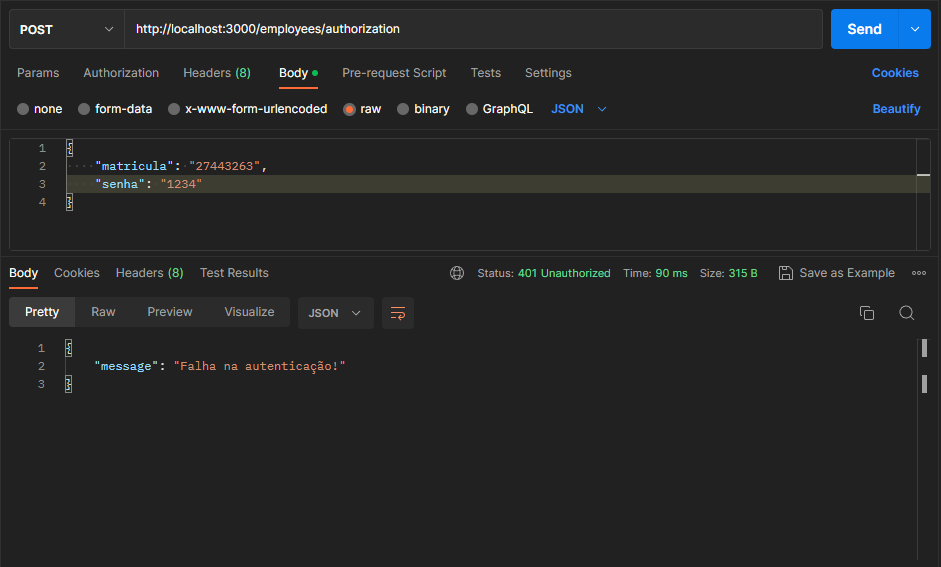 POST http://localhost:3000/employees/authorization Send
Params Authorization Headers (8) Body Pre-request Script Tests Settings Cookies
none form-data x-www-form-urlencoded raw binary GraphQL JSON Beautify
1 {
2 "matricula": "27443263",
3 "senha": "1234"
4 }
Body Cookies Headers (8) Test Results Status: 401 Unauthorized Time: 90 ms Size: 315 B Save as Example
Pretty Raw Preview Visualize JSON
1 {
2 "message": "Falha na autenticação!"
3 }